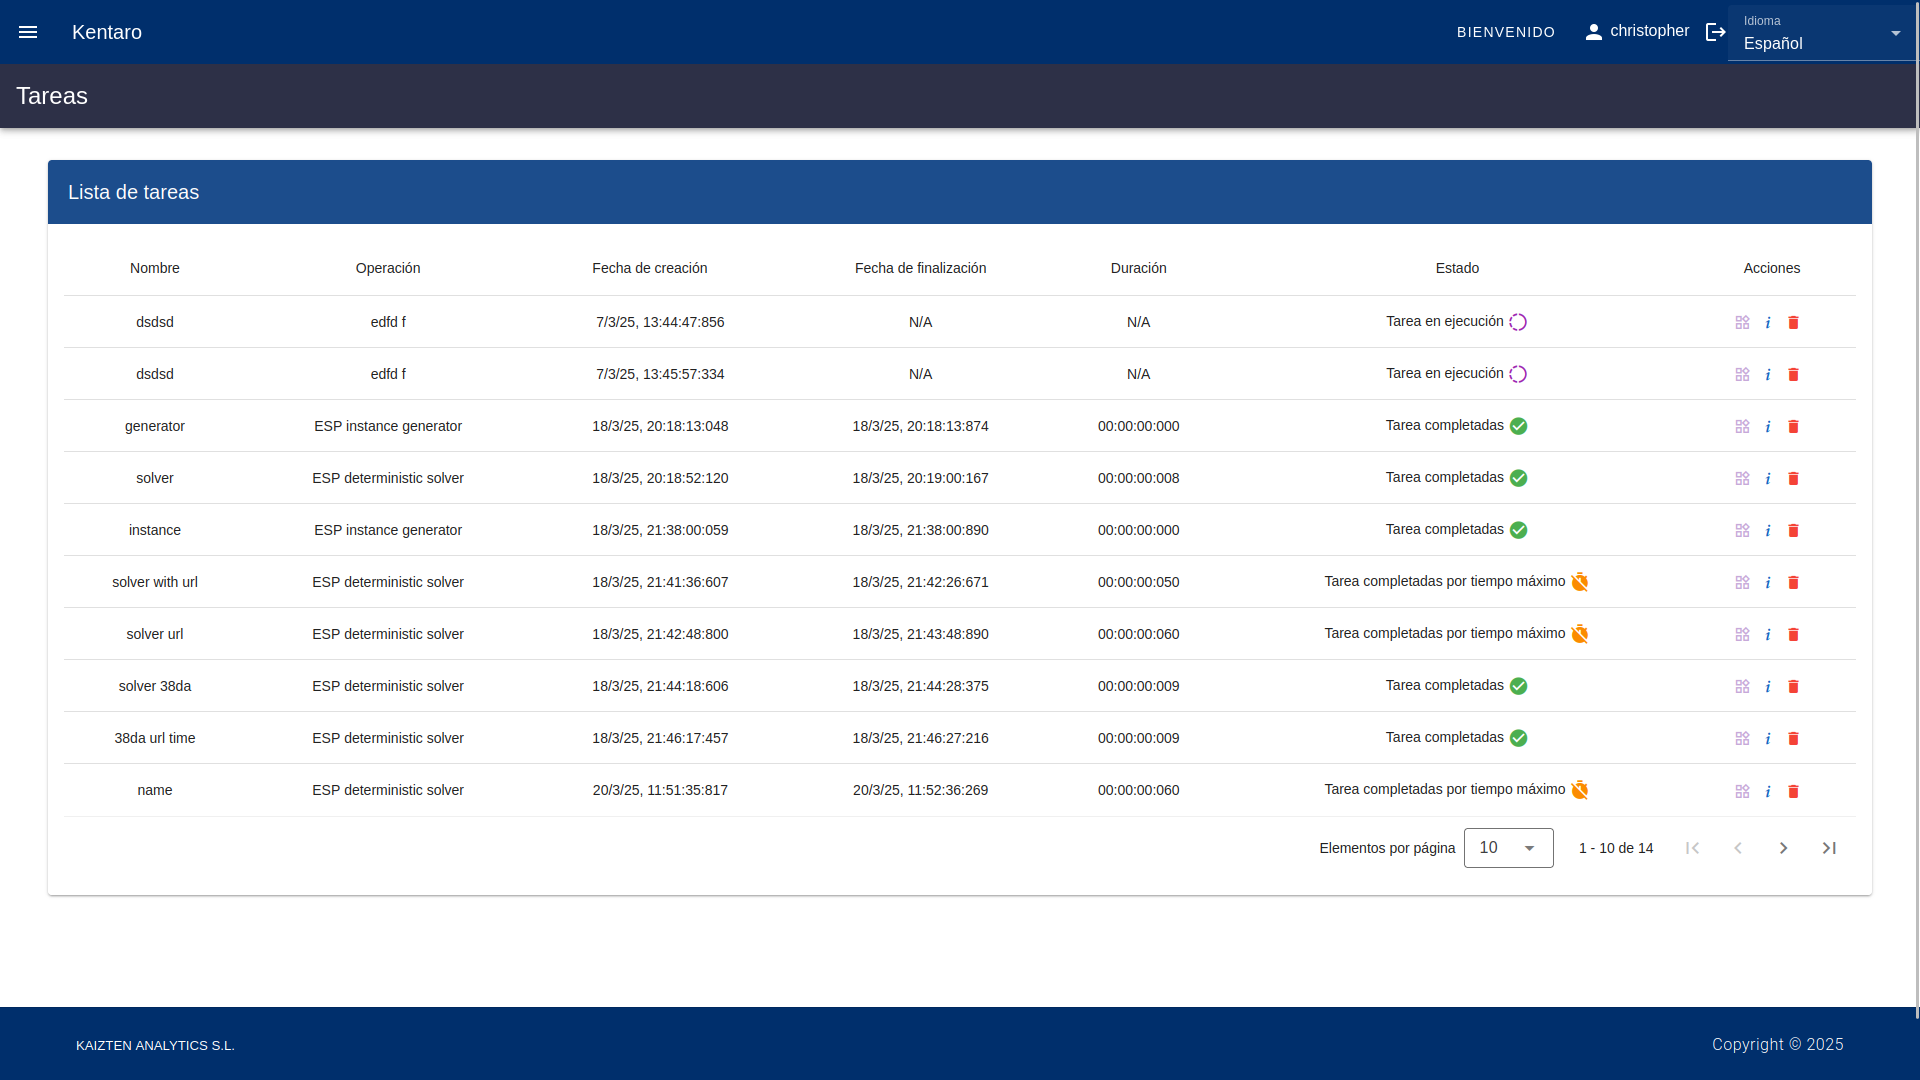 Kentaro BIENVENIDO christopher Idioma
Español
Tareas
Lista de tareas
Nombre Operación Fecha de creación Fecha de finalización Duración Estado Acciones
dsdsd edfd f 7/3/25, 13:44:47:856 N/A N/A Tarea en ejecución
dsdsd edfd f 7/3/25, 13:45:57:334 N/A N/A Tarea en ejecución
generator ESP instance generator 18/3/25, 20:18:13:048 18/3/25, 20:18:13:874 00:00:00:000 Tarea completadas
solver ESP deterministic solver 18/3/25, 20:18:52:120 18/3/25, 20:19:00:167 00:00:00:008 Tarea completadas
instance ESP instance generator 18/3/25, 21:38:00:059 18/3/25, 21:38:00:890 00:00:00:000 Tarea completadas
solver with url ESP deterministic solver 18/3/25, 21:41:36:607 18/3/25, 21:42:26:671 00:00:00:050 Tarea completadas por tiempo máximo
solver url ESP deterministic solver 18/3/25, 21:42:48:800 18/3/25, 21:43:48:890 00:00:00:060 Tarea completadas por tiempo máximo
solver 38da ESP deterministic solver 18/3/25, 21:44:18:606 18/3/25, 21:44:28:375 00:00:00:009 Tarea completadas
38da url time ESP deterministic solver 18/3/25, 21:46:17:457 18/3/25, 21:46:27:216 00:00:00:009 Tarea completadas
name ESP deterministic solver 20/3/25, 11:51:35:817 20/3/25, 11:52:36:269 00:00:00:060 Tarea completadas por tiempo máximo
Elementos por página 10 1 - 10 de 14
KAIZTEN ANALYTICS S.L. Copyright © 2025